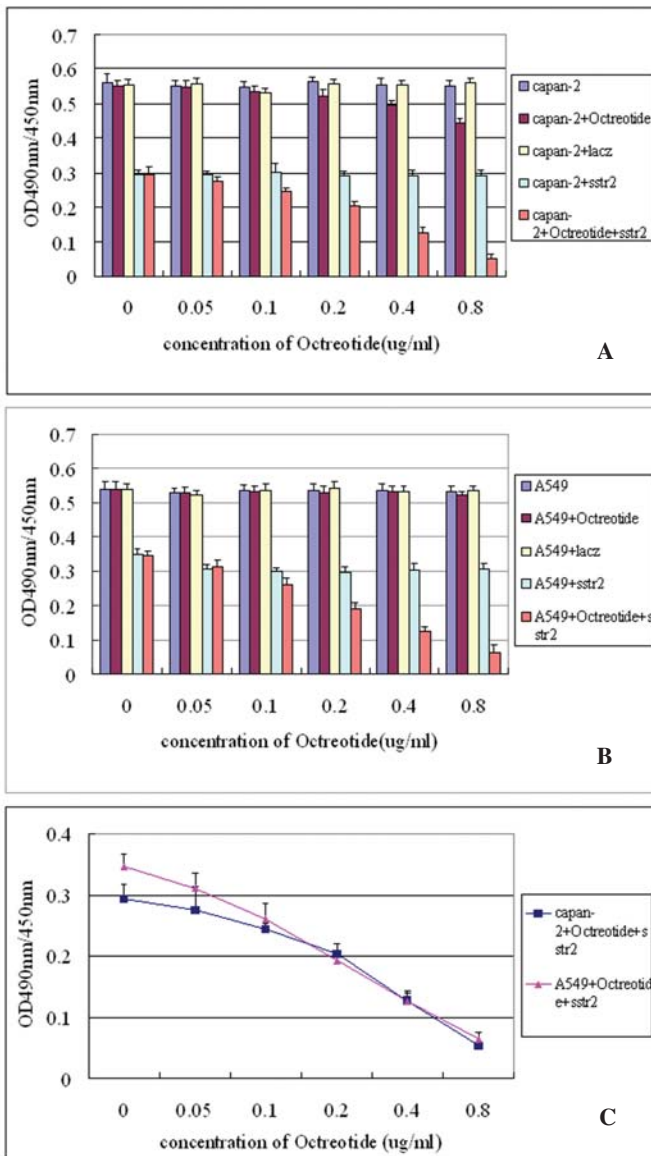 0.7
0.6
0.5
0.4
0.3
0.2
0.1
0
OD490nm/450nm
0 0.05 0.1 0.2 0.4 0.8
concentration of Octreotide(ug/ml)
capan-2
capan-2+Octreotide
capan-2+lacz
capan-2+sstr2
capan-
2+Octreotide+sstr2
A
0.7
0.6
0.5
0.4
0.3
0.2
0.1
0
OD490nm/450nm
0 0.05 0.1 0.2 0.4 0.8
concentration of Octreotide(ug/ml)
A549
A549+Octreotide
A549+lacz
A549+sstr2
A549+Octreotide+s
str2
B
0.4
0.3
0.2
0.1
0
OD490nm/450nm
0 0.05 0.1 0.2 0.4 0.8
concentration of Octreotide (ug/ml)
capan-
2+Octreotide+s
str2
A549+Octreotid
e+sstr2
C